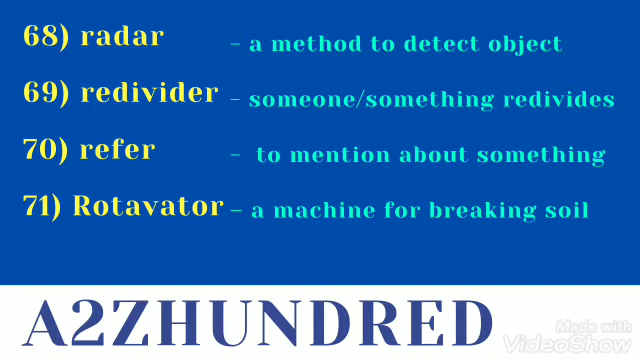 68) radar - a method to detect object
69) redivider - someone/something redivides
70) refer - to mention about something
71) Rotavator - a machine for breaking soil
A2ZHUNDRED
Made with
VideoShow